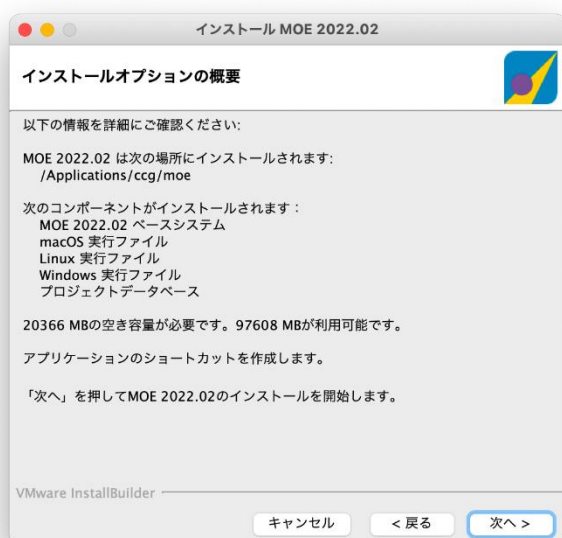 インストール MOE 2022.02
インストールオプションの概要
以下の情報を詳細にご確認ください:
MOE 2022.02 は次の場所にインストールされます:
/Applications/ccg/moe
次のコンポーネントがインストールされます：
MOE 2022.02 ベースシステム
macOS 実行ファイル
Linux 実行ファイル
Windows 実行ファイル
プロジェクトデータベース
20366 MBの空き容量が必要です。97608 MBが利用可能です。
アプリケーションのショートカットを作成します。
「次へ」を押してMOE 2022.02のインストールを開始します。
VMware InstallBuilder
キャンセル < 戻る 次へ >